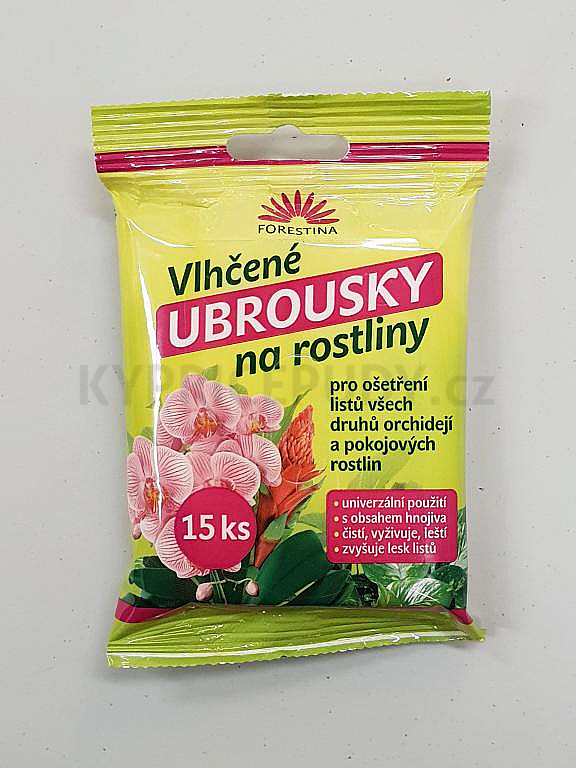 FORESTINA
Vlhčené
UBROUSKY
na rostliny
pro ošetření
listů všech
druhů orchidejí
a pokojových
rostlin
• univerzální použití
• s obsahem hnojiva
• čistí, vyživuje, leští
• zvyšuje lesk listů
15 ks